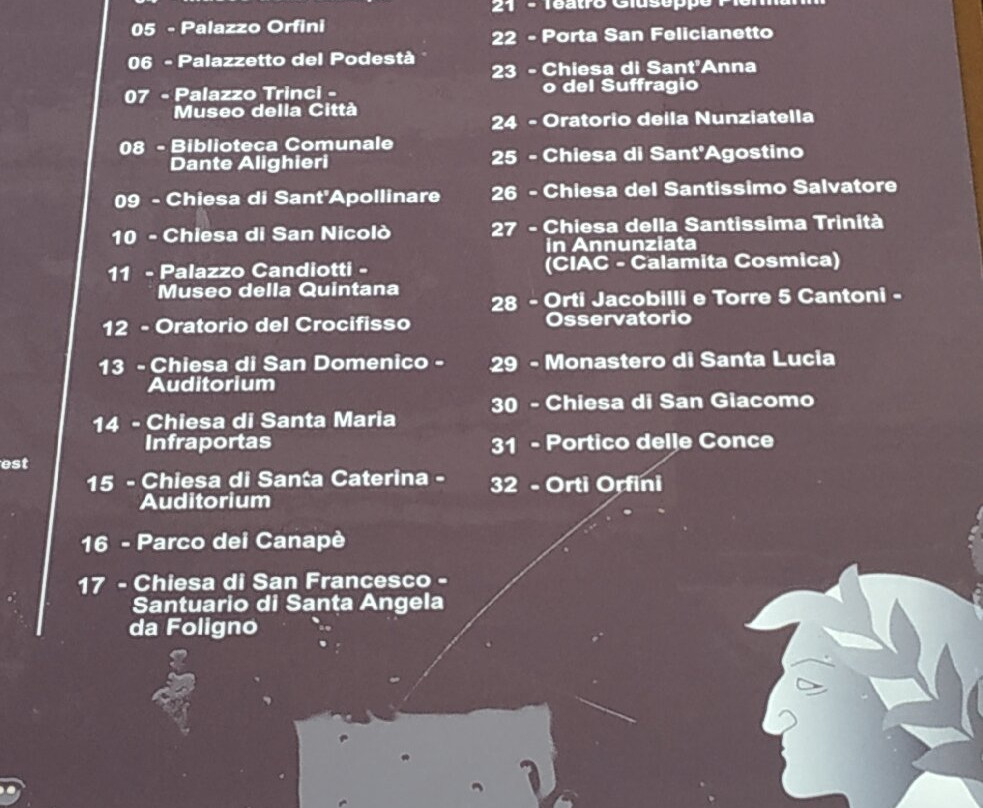 05 - Palazzo Orfini
06 - Palazzetto del Podestà
07 - Palazzo Trinci -
Museo della Città
08 - Biblioteca Comunale
Dante Alighieri
09 - Chiesa di Sant'Apollinare
10 - Chiesa di San Nicolò
11 - Palazzo Candiotti -
Museo della Quintana
12 - Oratorio del Crocifisso
13 - Chiesa di San Domenico -
Auditorium
14 - Chiesa di Santa Maria
Infraportas
15 - Chiesa di Santa Caterina -
Auditorium
16 - Parco dei Canapè
17 - Chiesa di San Francesco -
Santuario di Santa Angela
da Foligno
21 - Teatro Giuseppe Piermarini
22 - Porta San Felicianetto
23 - Chiesa di Sant'Anna
o del Suffragio
24 - Oratorio della Nunziatella
25 - Chiesa di Sant'Agostino
26 - Chiesa del Santissimo Salvatore
27 - Chiesa della Santissima Trinità
in Annunziata
(CIAC - Calamita Cosmica)
28 - Orti Jacobilli e Torre 5 Cantoni -
Osservatorio
29 - Monastero di Santa Lucia
30 - Chiesa di San Giacomo
31 - Portico delle Conce
32 - Orti Orfini